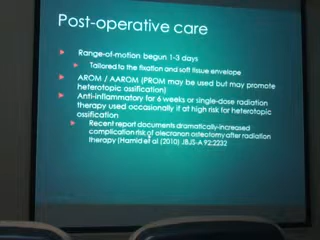 Post-operative care
Range-of-motion begun 1-3 days
Tailored to the fixation and soft tissue envelope
AROM / AAROM (PROM may be used but may promote
heterotopic ossification)
Anti-inflammatory for 6 weeks or single-dose radiation
therapy used occasionally if at high risk for heterotopic
ossification
Recent report documents dramatically-increased
complication risk of olecranon osteotomy after radiation
therapy (Hamid et al (2010) JBJS-A 92:2232